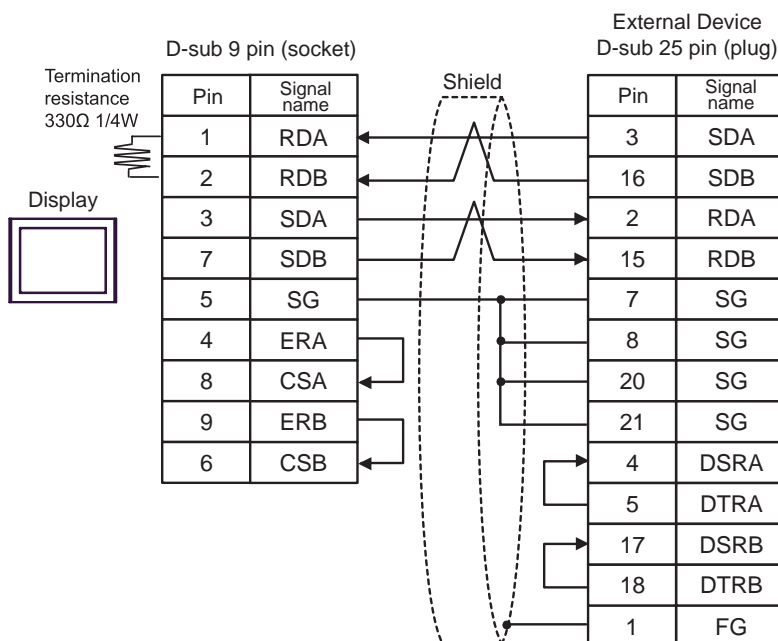 External Device
D-sub 9 pin (socket)
D-sub 25 pin (plug)
Termination
resistance
330Ω 1/4W
Shield
Display
Pin Signal name
1 RDA
2 RDB
3 SDA
7 SDB
5 SG
4 ERA
8 CSA
9 ERB
6 CSB
Pin Signal name
3 SDA
16 SDB
2 RDA
15 RDB
7 SG
8 SG
20 SG
21 SG
4 DSRA
5 DTRA
17 DSRB
18 DTRB
1 FG